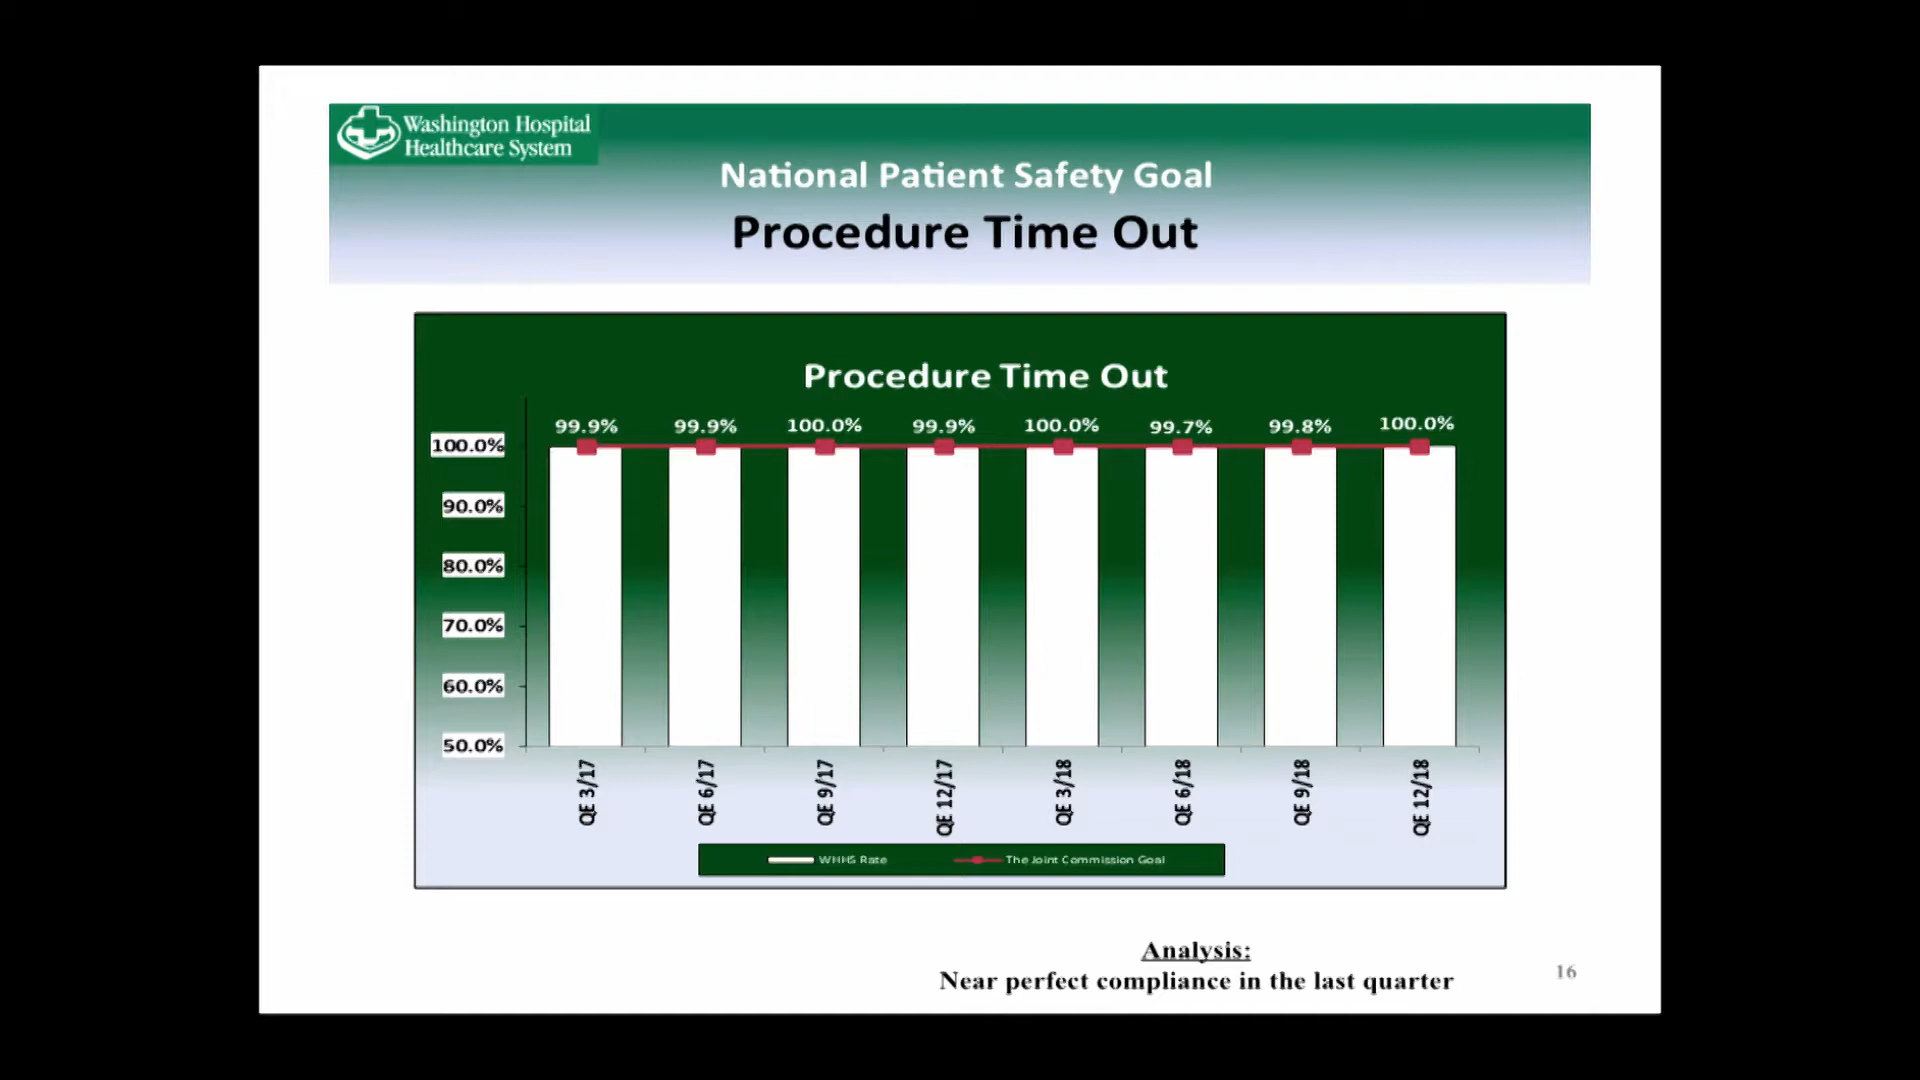 Washington Hospital
Healthcare System
National Patient Safety Goal
Procedure Time Out
Procedure Time Out
99.9% 99.9% 100.0% 99.9% 100.0% 99.7% 99.8% 100.0%
100.0%
90.0%
80.0%
70.0%
60.0%
50.0%
QE 3/17
QE 6/17
QE 9/17
QE 12/17
QE 3/18
QE 6/18
QE 9/18
QE 12/18
WHHS Rate The Joint Commission Goal
Analysis:
Near perfect compliance in the last quarter
16